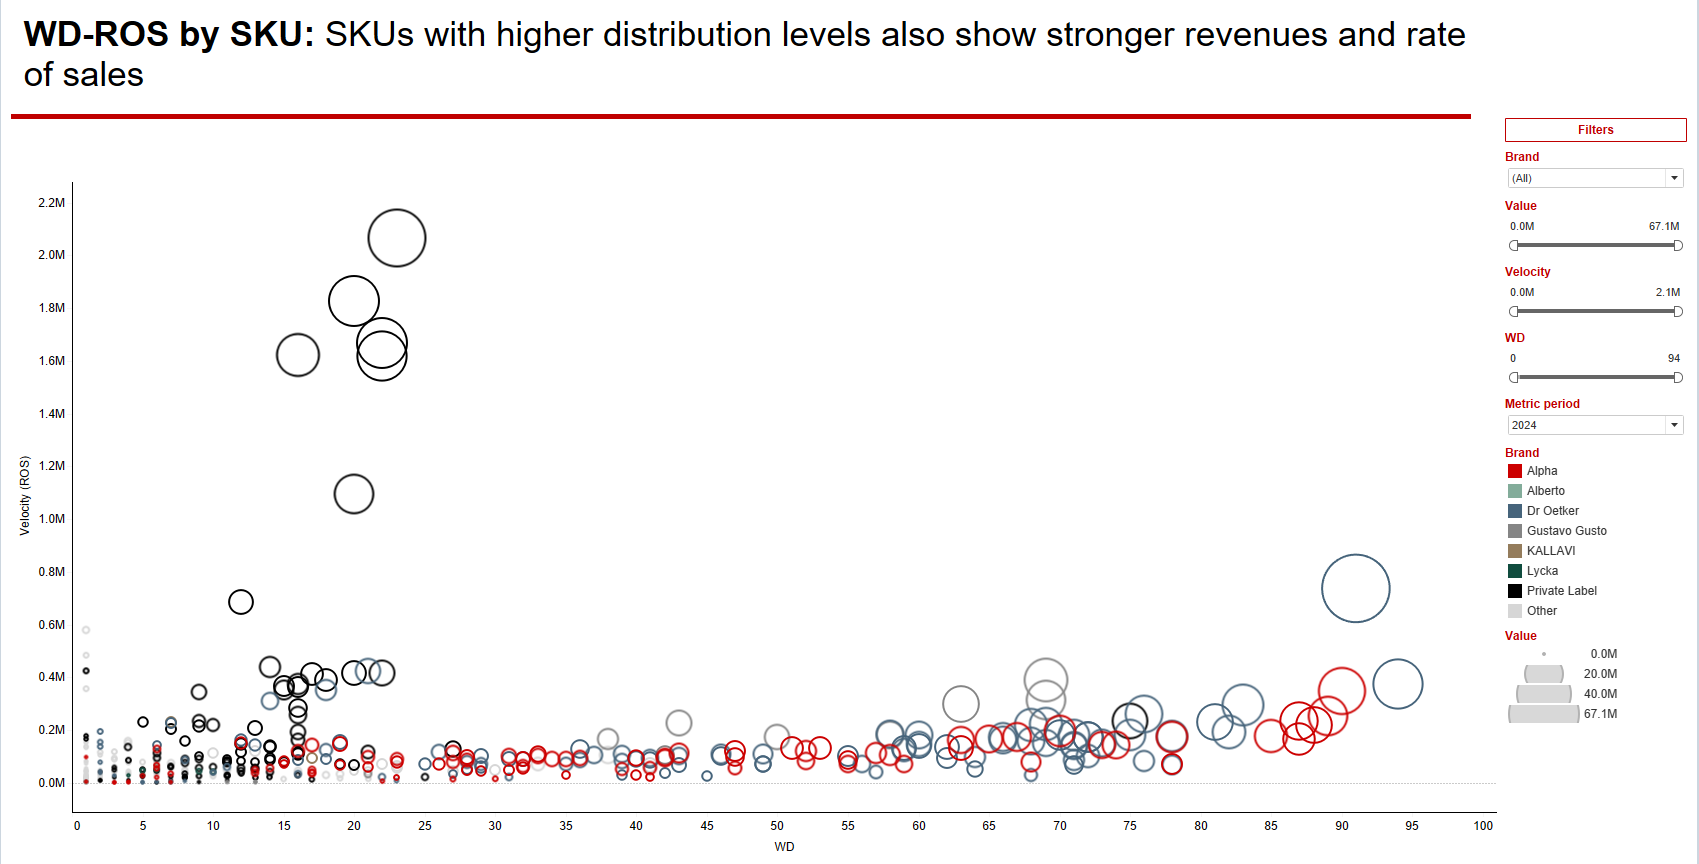 WD-ROS by SKU: SKUs with higher distribution levels also show stronger revenues and rate
of sales
Filters
Brand
(All)
Value
0.0M 67.1M
Velocity
0.0M 2.1M
WD
0 94
Metric period
2024
Brand
Alpha
Alberto
Dr Oetker
Gustavo Gusto
KALLAVI
Lycka
Private Label
Other
Value
0.0M
20.0M
40.0M
67.1M
Velocity (ROS)
2.2M
2.0M
1.8M
1.6M
1.4M
1.2M
1.0M
0.8M
0.6M
0.4M
0.2M
0.0M
0 5 10 15 20 25 30 35 40 45 50 55 60 65 70 75 80 85 90 95 100
WD